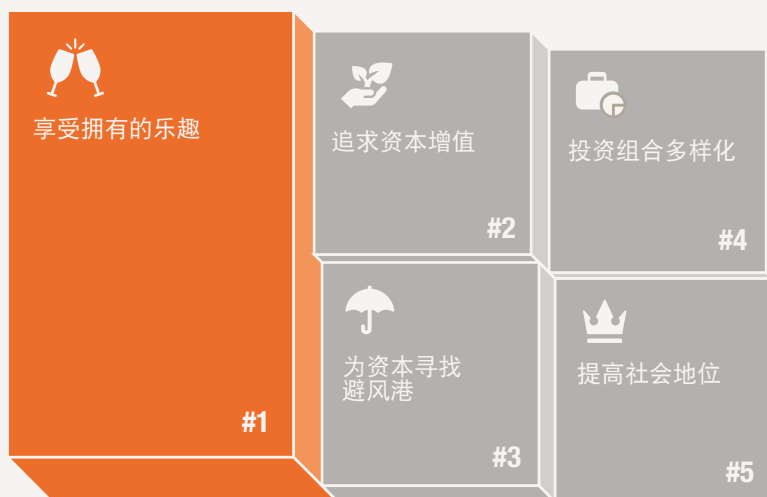 享受拥有的乐趣
#1
追求资本增值
#2
为资本寻找
避风港
#3
投资组合多样化
#4
提高社会地位
#5